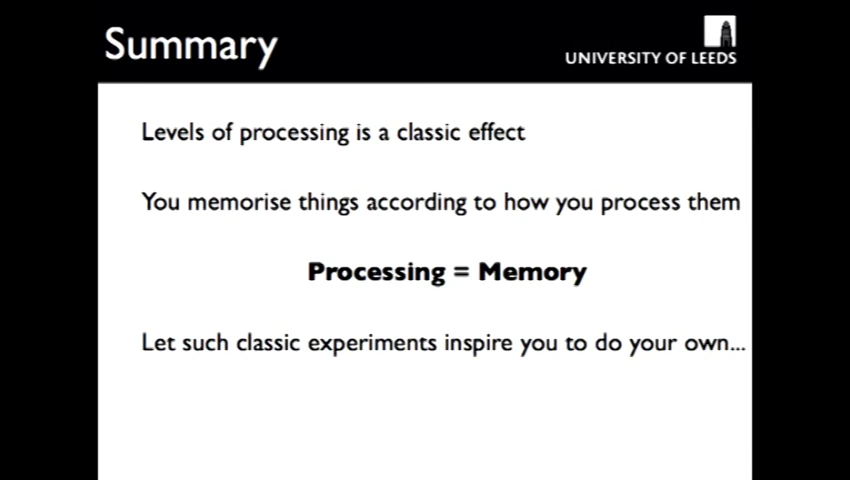 Summary
UNIVERSITY OF LEEDS
Levels of processing is a classic effect
You memorise things according to how you process them
Processing = Memory
Let such classic experiments inspire you to do your own...